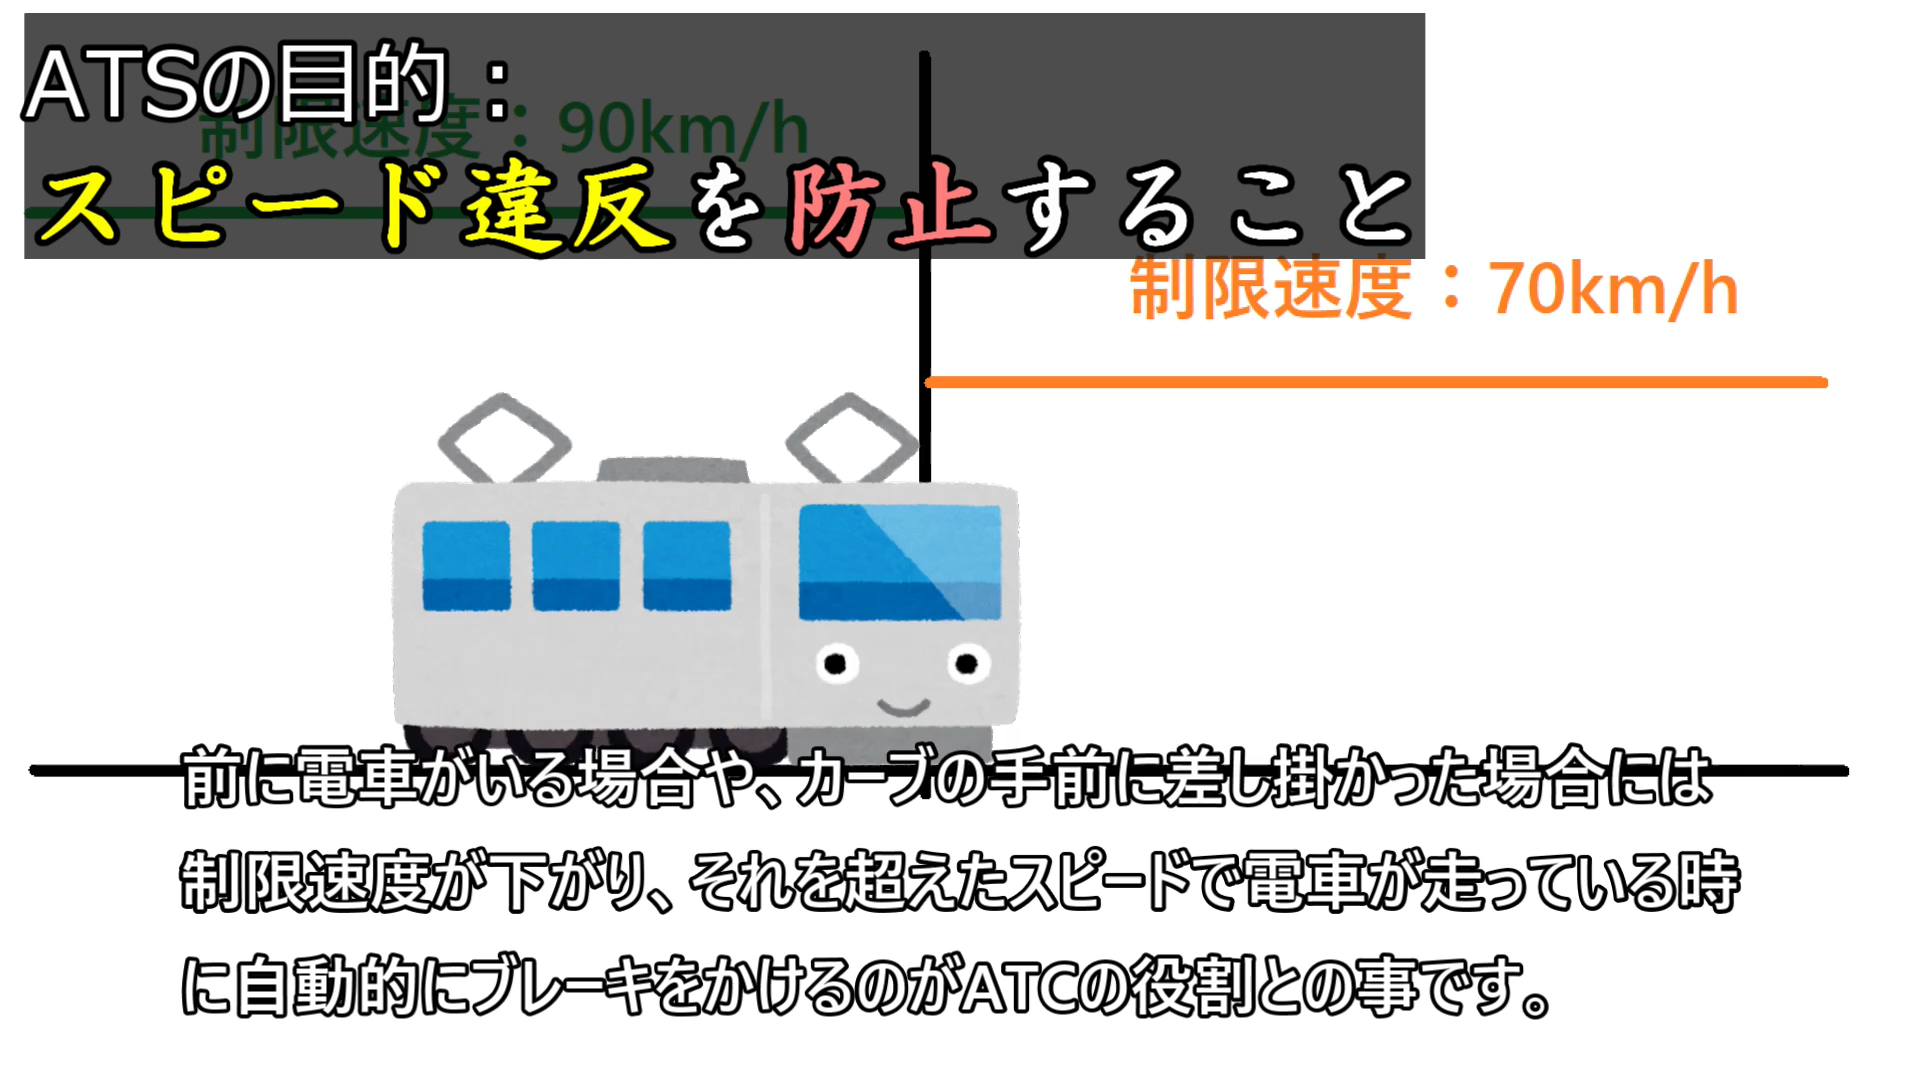 ATSの目的：
制限速度：90km/h
スピード違反を防止すること
制限速度：70km/h
前に電車がいる場合や、カーブの手前に差し掛かった場合には
制限速度が下がり、それを超えたスピードで電車が走っている時
に自動的にブレーキをかけるのがATCの役割との事です。